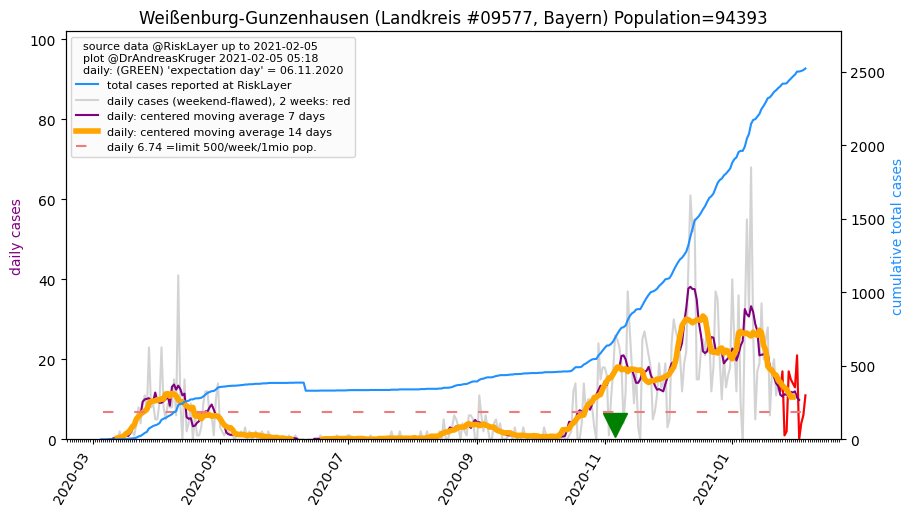 Weißenburg-Gunzenhausen (Landkreis #09577, Bayern) Population=94393
source data @RiskLayer up to 2021-02-05
plot @DrAndreasKruger 2021-02-05 05:18
daily: (GREEN) 'expectation day' = 06.11.2020
total cases reported at RiskLayer
daily cases (weekend-flawed), 2 weeks: red
daily: centered moving average 7 days
daily: centered moving average 14 days
daily 6.74 =limit 500/week/1mio pop.
daily cases
100
80
60
40
20
0
cumulative total cases
2500
2000
1500
1000
500
0
2020-03
2020-05
2020-07
2020-09
2020-11
2021-01